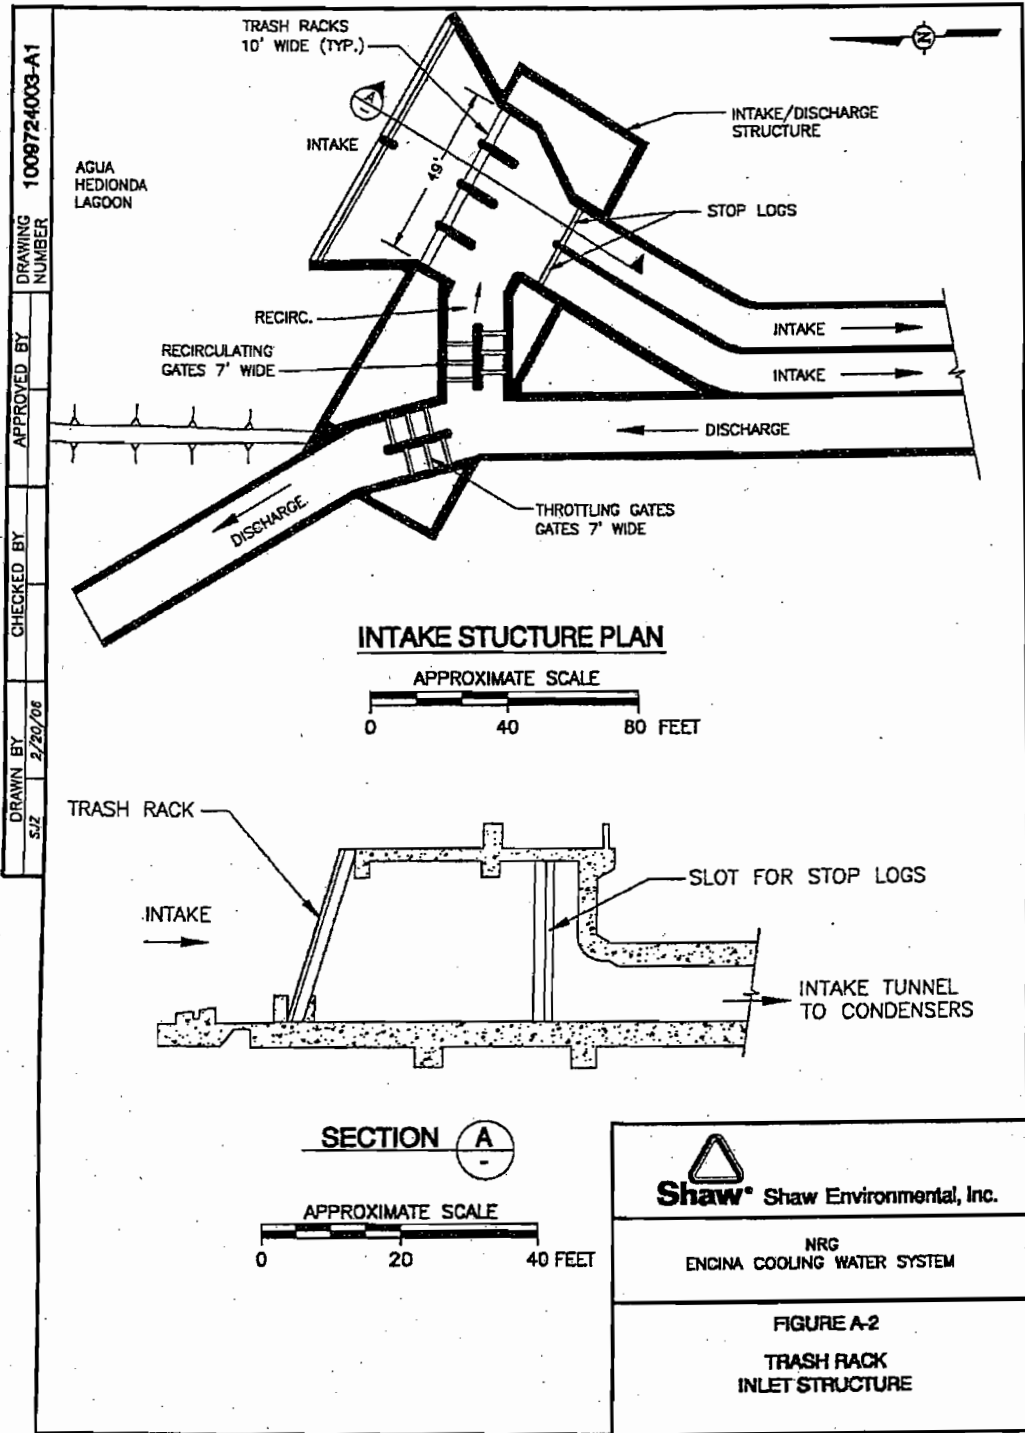 DRAWING NUMBER 1009724003-A1
APPROVED BY
CHECKED BY
DRAWN BY
SJZ 2/20/06
TRASH RACKS
10' WIDE (TYP.)
N
A
-
INTAKE
INTAKE/DISCHARGE
STRUCTURE
AGUA
HEDIONDA
LAGOON
49'
STOP LOGS
RECIRC.
INTAKE
RECIRCULATING
GATES 7' WIDE
INTAKE
DISCHARGE
DISCHARGE
THROTTLING GATES
GATES 7' WIDE
INTAKE STUCTURE PLAN
APPROXIMATE SCALE
0 40 80 FEET
TRASH RACK
SLOT FOR STOP LOGS
INTAKE
INTAKE TUNNEL
TO CONDENSERS
SECTION A
-
APPROXIMATE SCALE
0 20 40 FEET
Shaw® Shaw Environmental, Inc.
NRG
ENCINA COOLING WATER SYSTEM
FIGURE A-2
TRASH RACK
INLET STRUCTURE